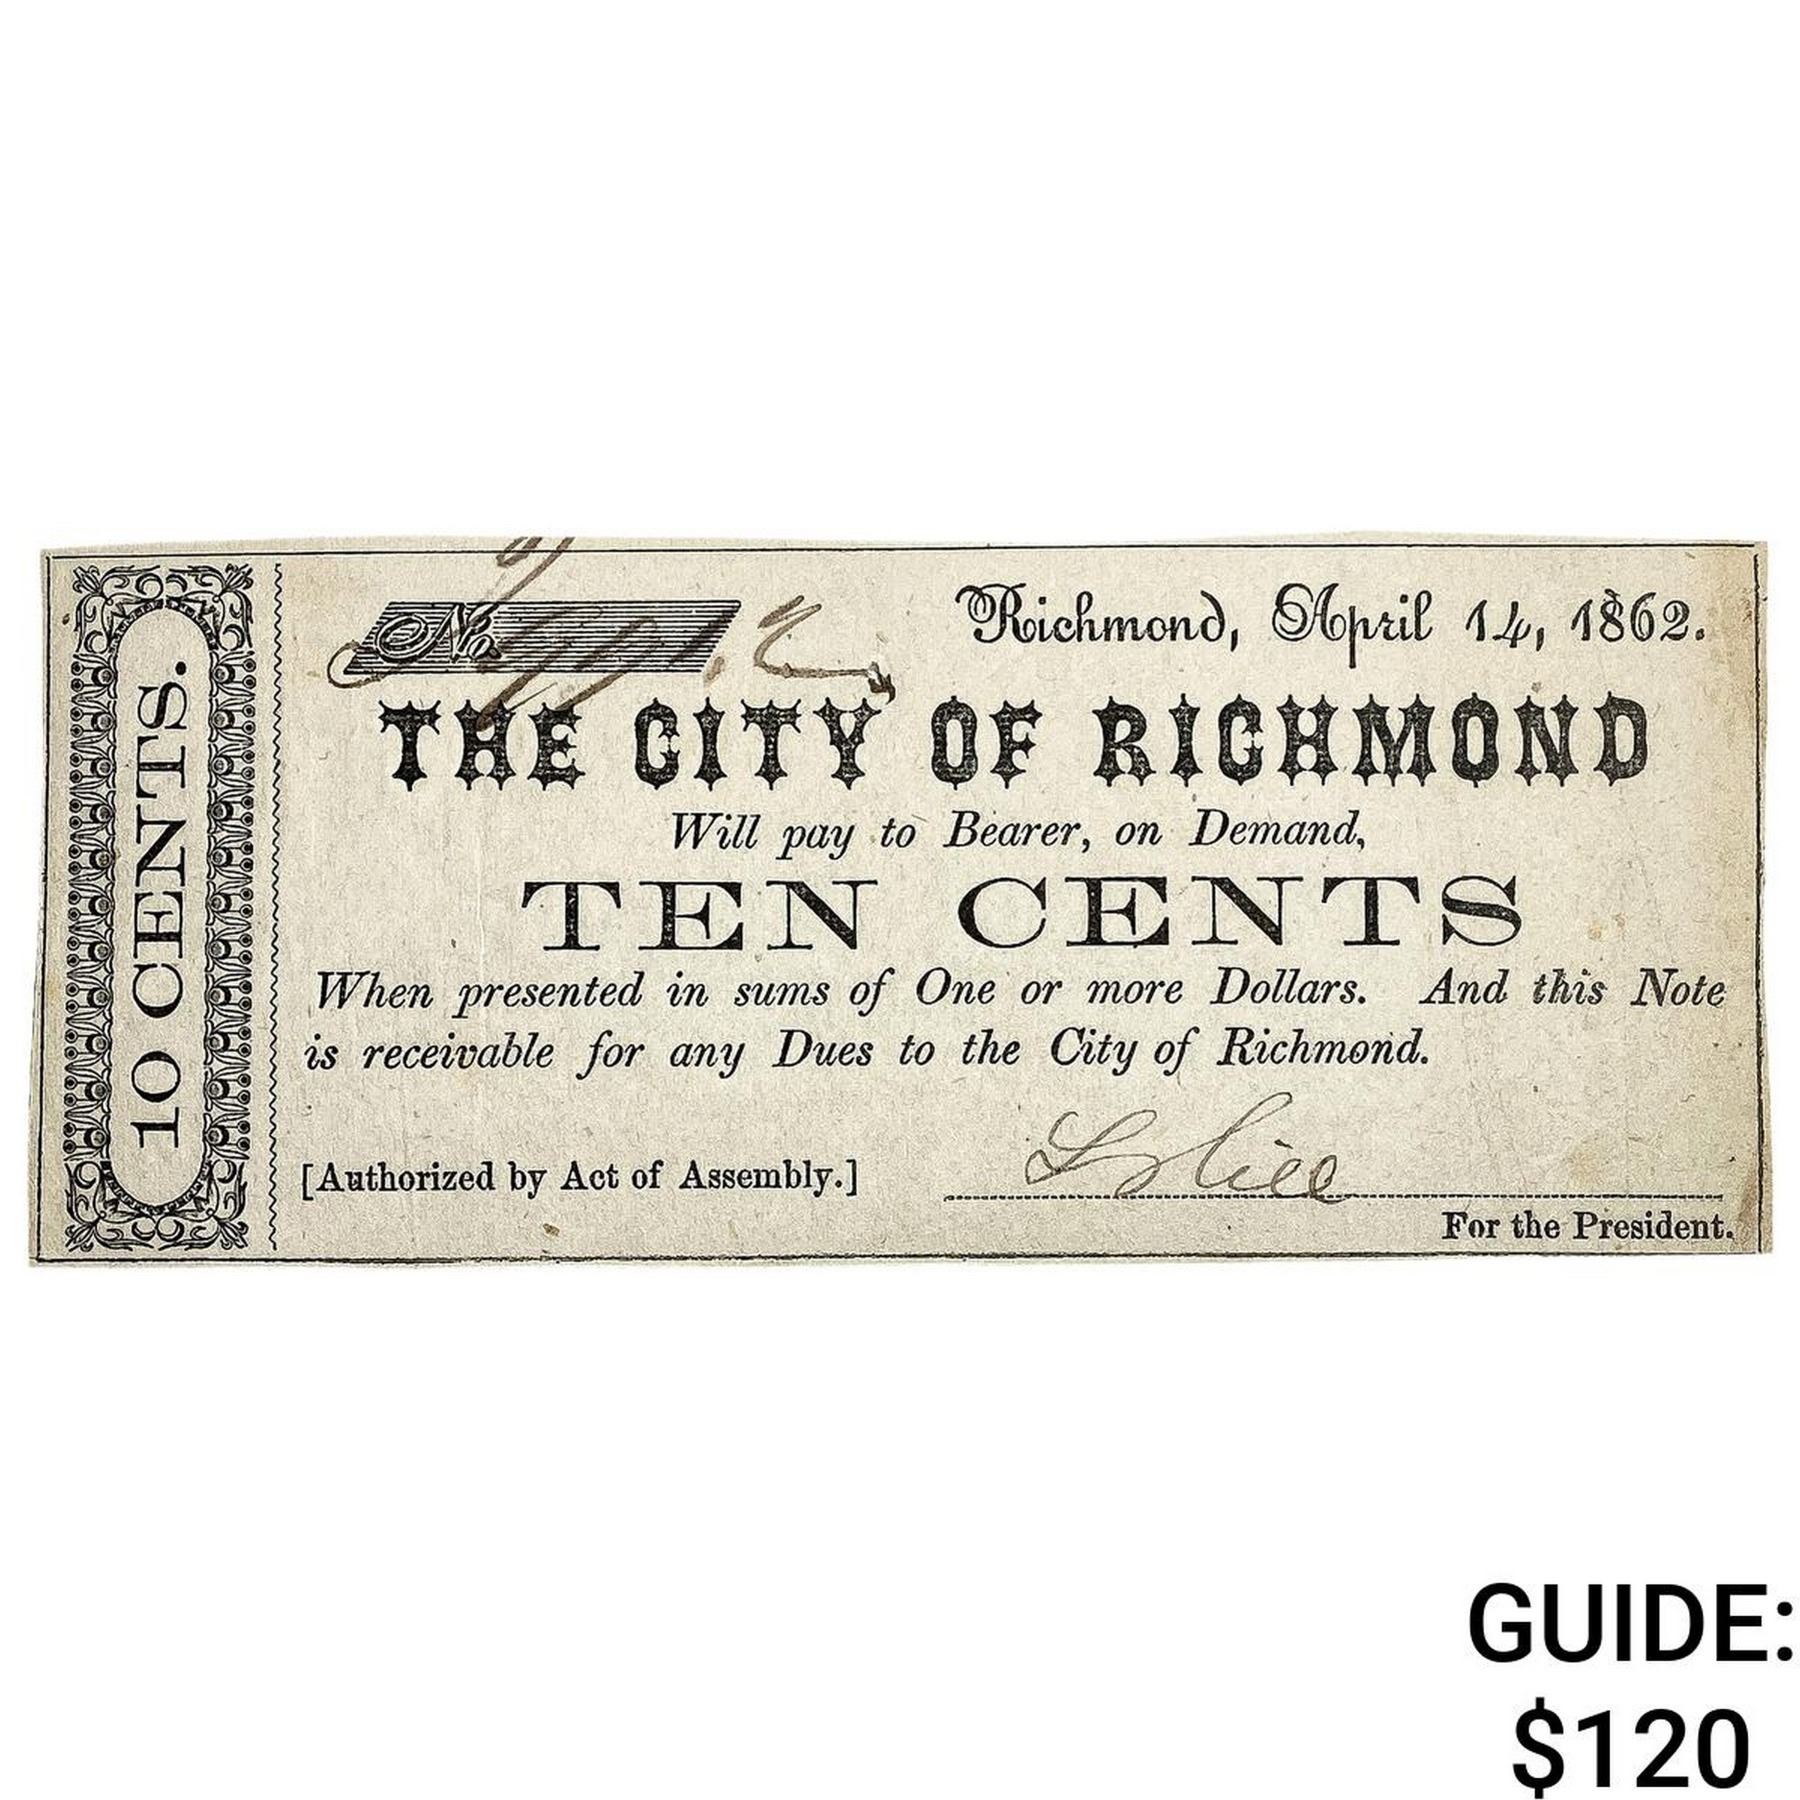 10 CENTS.
No.
Richmond, April 14, 1862.
THE CITY OF RICHMOND
Will pay to Bearer, on Demand,
TEN CENTS
When presented in sums of One or more Dollars. And this Note
is receivable for any Dues to the City of Richmond.
[Authorized by Act of Assembly.]
For the President.
GUIDE:
$120